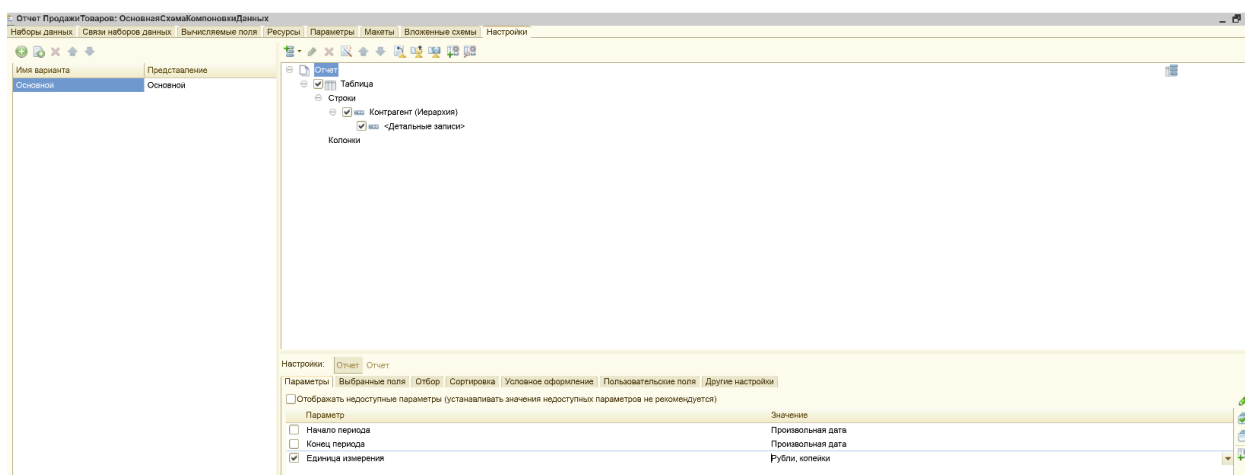 Отчет ПродажиТоваров: ОсновнаяСхемаКомпоновкиДанных
Наборы данных Связи наборов данных Вычисляемые поля Ресурсы Параметры Макеты Вложенные схемы Настройки
Имя варианта Представление
Основной Основной
Отчет
Таблица
Строки
Контрагент (Иерархия)
<Детальные записи>
Колонки
Настройки: Отчет Отчет
Параметры Выбранные поля Отбор Сортировка Условное оформление Пользовательские поля Другие настройки
Отображать недоступные параметры (устанавливать значения недоступных параметров не рекомендуется)
Параметр Значение
Начало периода Произвольная дата
Конец периода Произвольная дата
Единица измерения Рубли, копейки